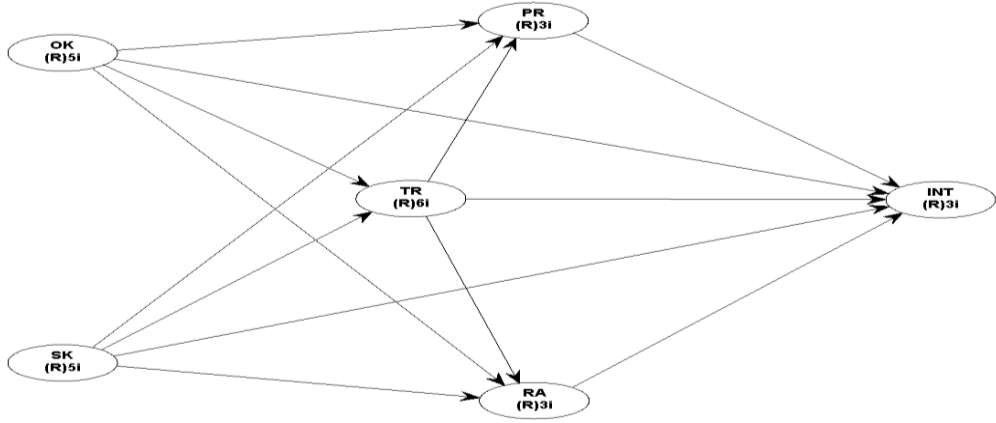 PR
(R)3i
OK
(R)5i
TR
(R)6i
INT
(R)3i
SK
(R)5i
RA
(R)3i